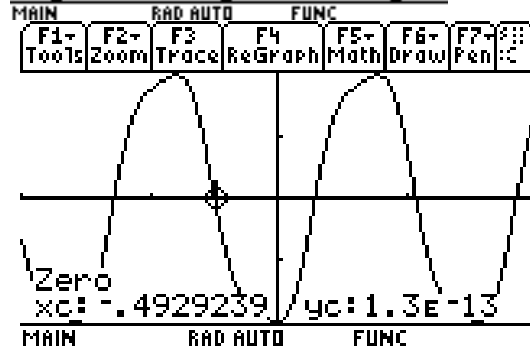 MAIN RAD AUTO FUNC
F1 F2 F3 F4 F5 F6 F7
Tools Zoom Trace ReGraph Math Draw Pen
Zero
xc:-.4929239 yc:1.3E-13
MAIN RAD AUTO FUNC